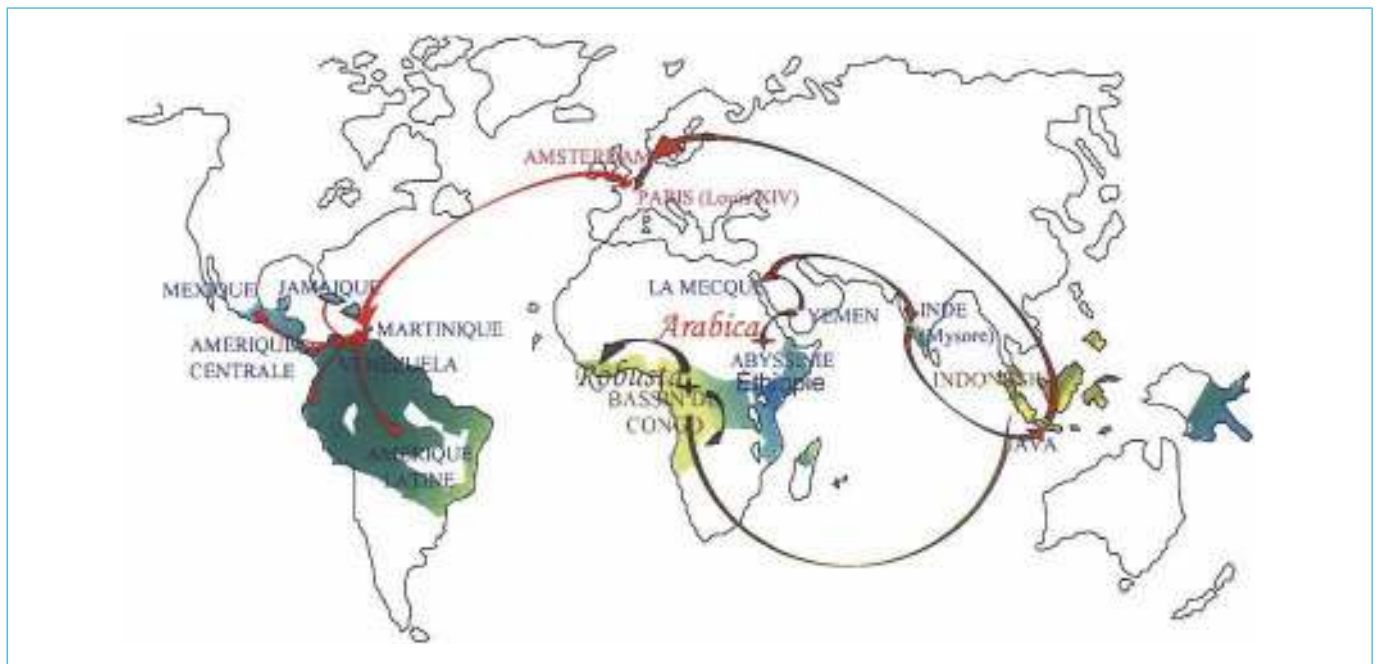 AMSTERDAM
PARIS (Louis XIV)
MEXIQUE
JAMAIQUE
MARTINIQUE
AMERIQUE
CENTRALE
VENEZUELA
AMERIQUE
LATINE
LA MECQUE
Arabica
YEMEN
ABYSSINIE
Ethiopie
Robusta
BASSIN DU
CONGO
INDE
(Mysore)
INDONESIE
JAVA